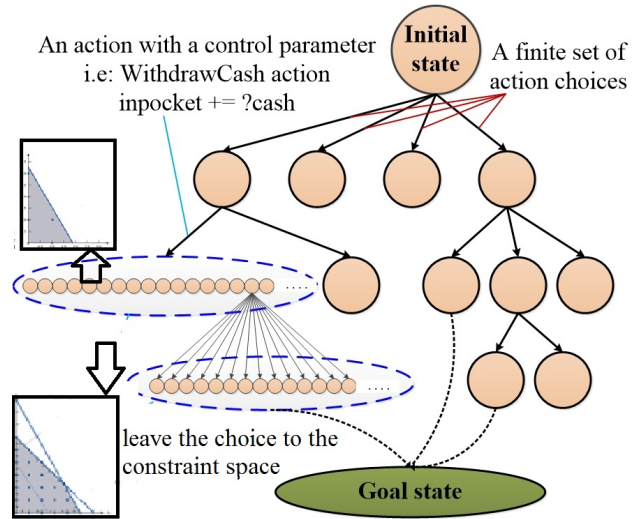 Initial
state
An action with a control parameter
i.e: WithdrawCash action
inpocket += ?cash
A finite set of
action choices
....
....
leave the choice to the
constraint space
Goal state